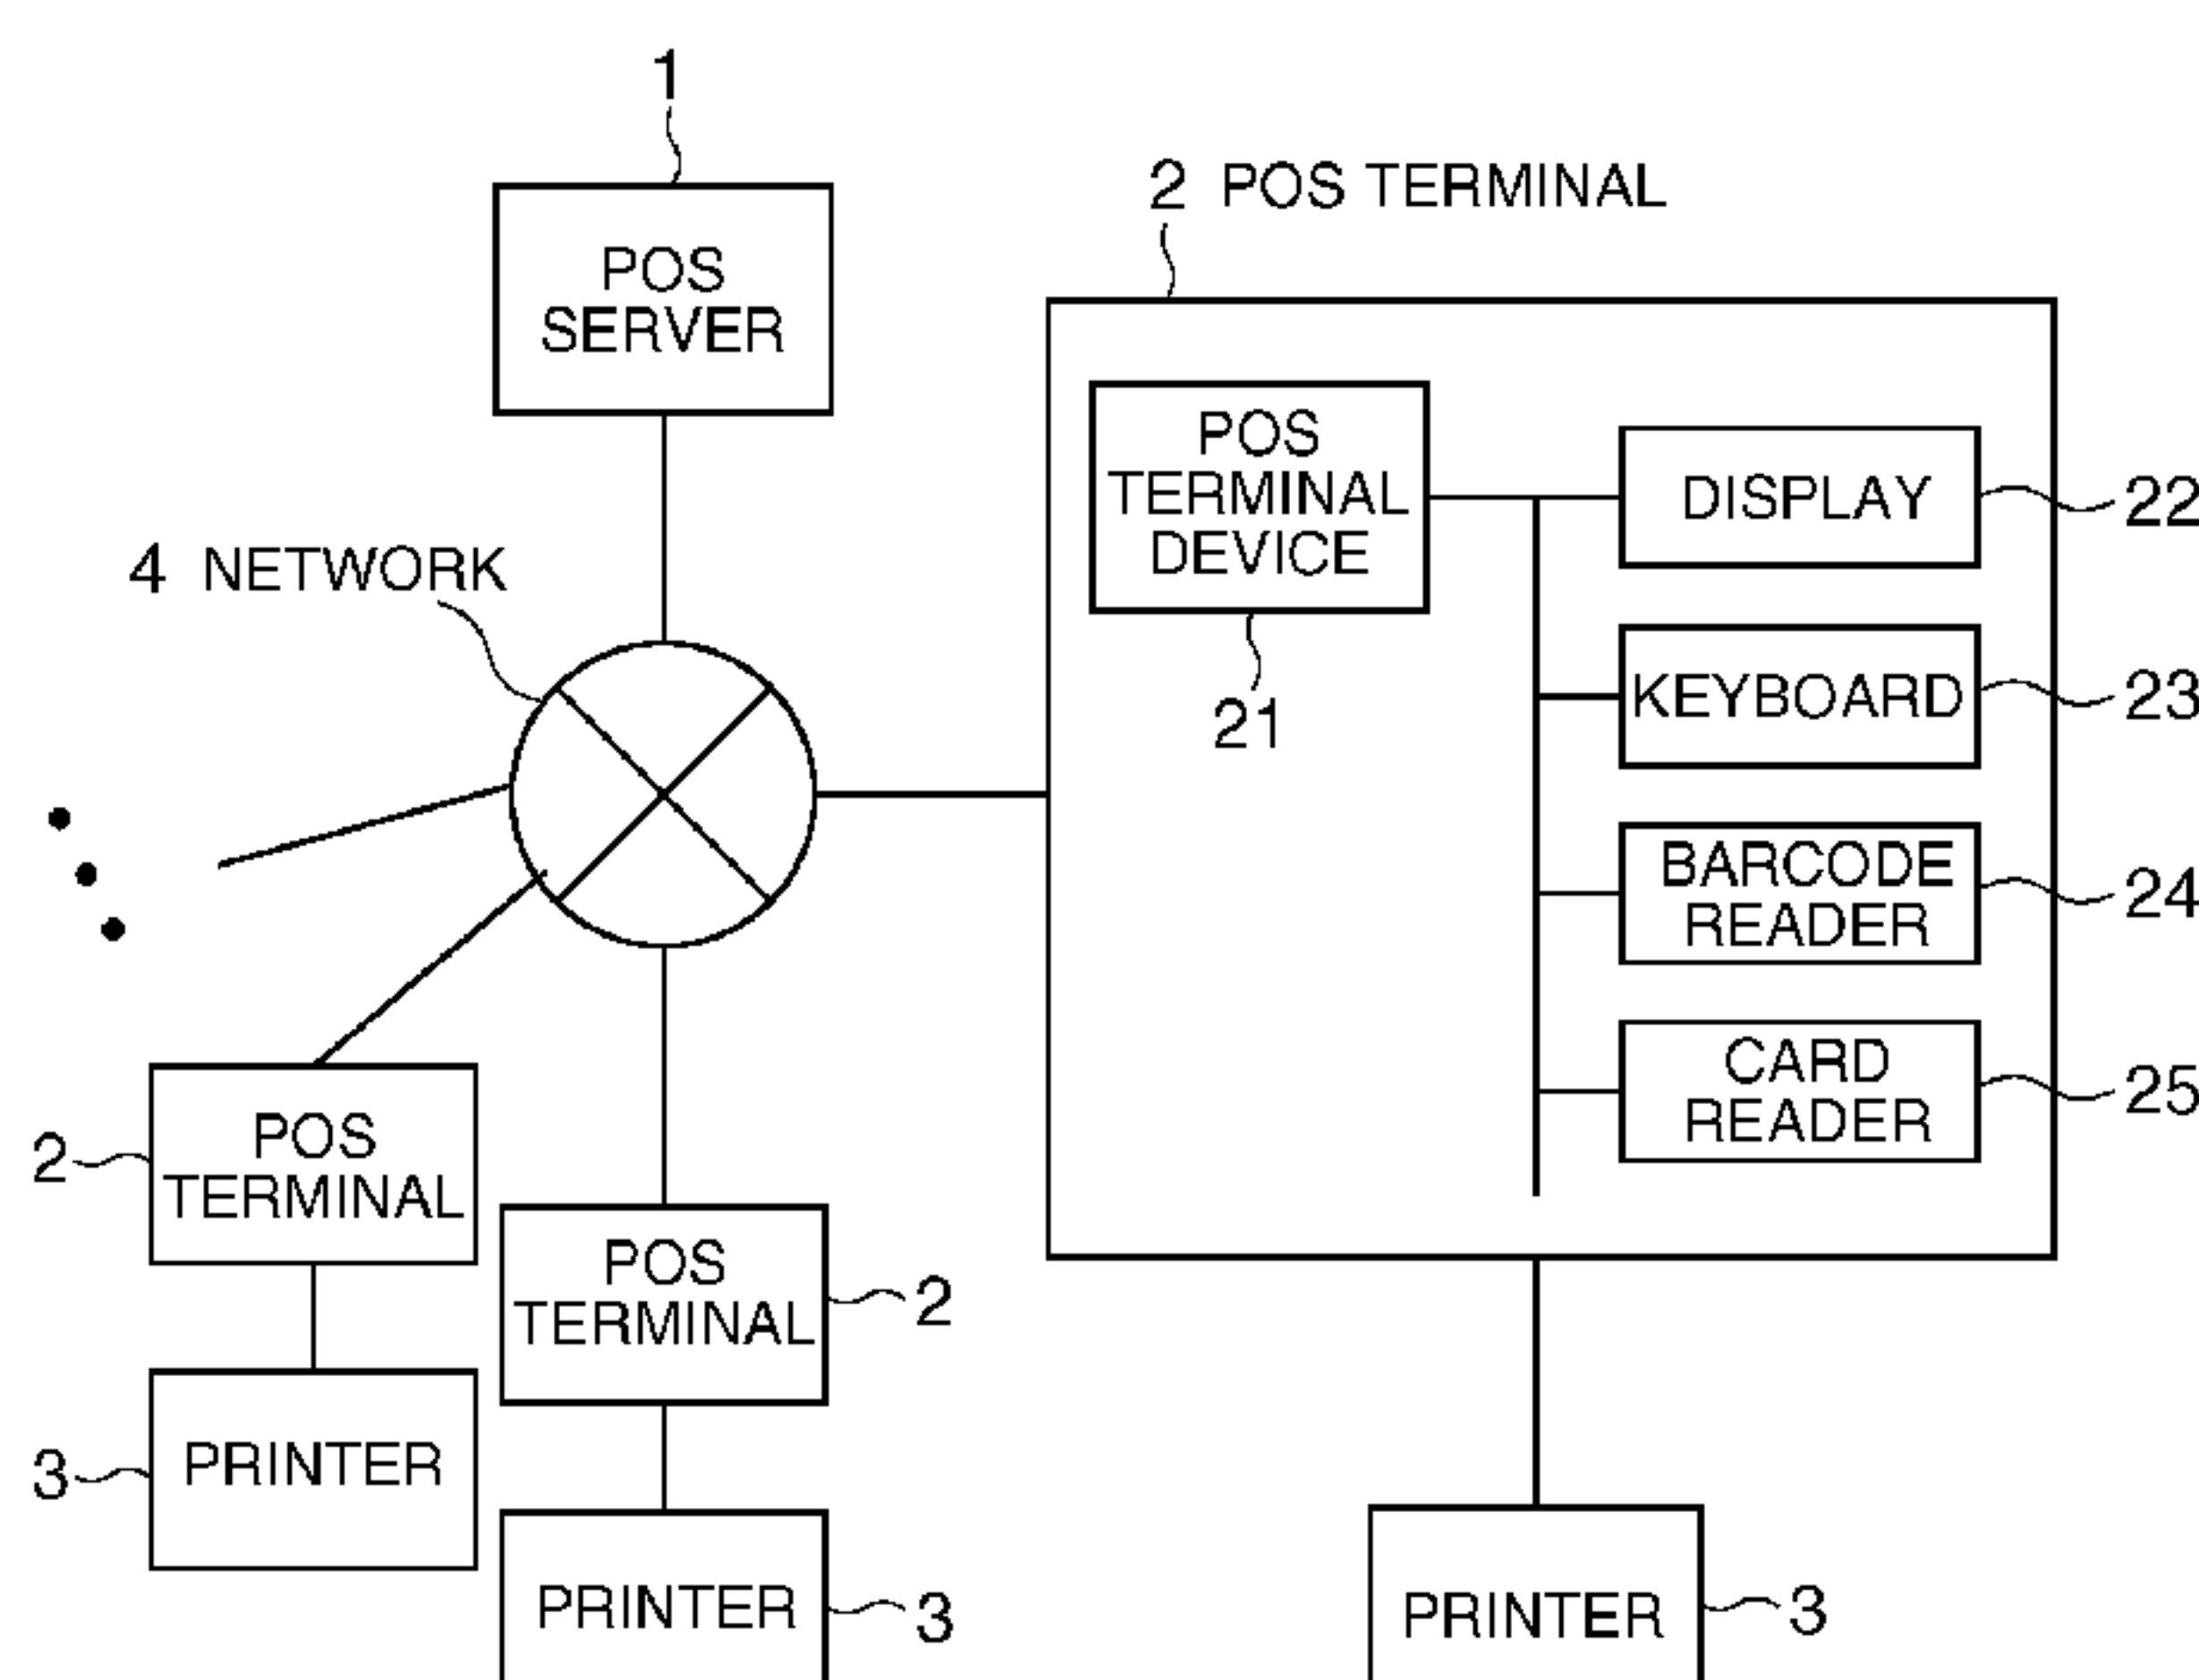 1
POS
SERVER
2 POS TERMINAL
4 NETWORK
POS
TERMINAL
DEVICE
21
DISPLAY
22
KEYBOARD
23
BARCODE
READER
24
CARD
READER
25
2
POS
TERMINAL
POS
TERMINAL
2
3
PRINTER
PRINTER
3
PRINTER
3